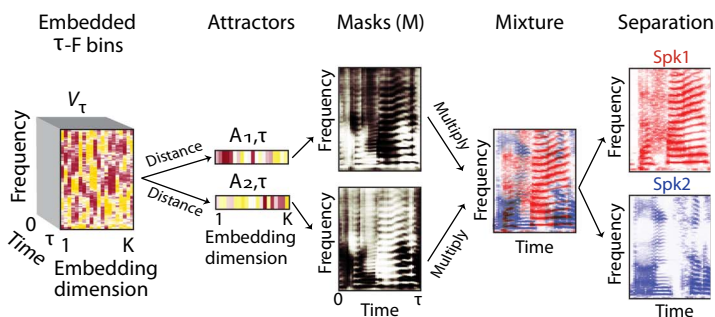 Embedded
τ-F bins
Attractors
Masks (M)
Mixture
Separation
Vτ
Frequency
0
Time
τ
1
K
Embedding
dimension
Distance
Distance
A1,τ
A2,τ
1
K
Embedding
dimension
Frequency
Frequency
0
τ
Time
Multiply
Multiply
Frequency
Time
Spk1
Frequency
Spk2
Frequency
Time